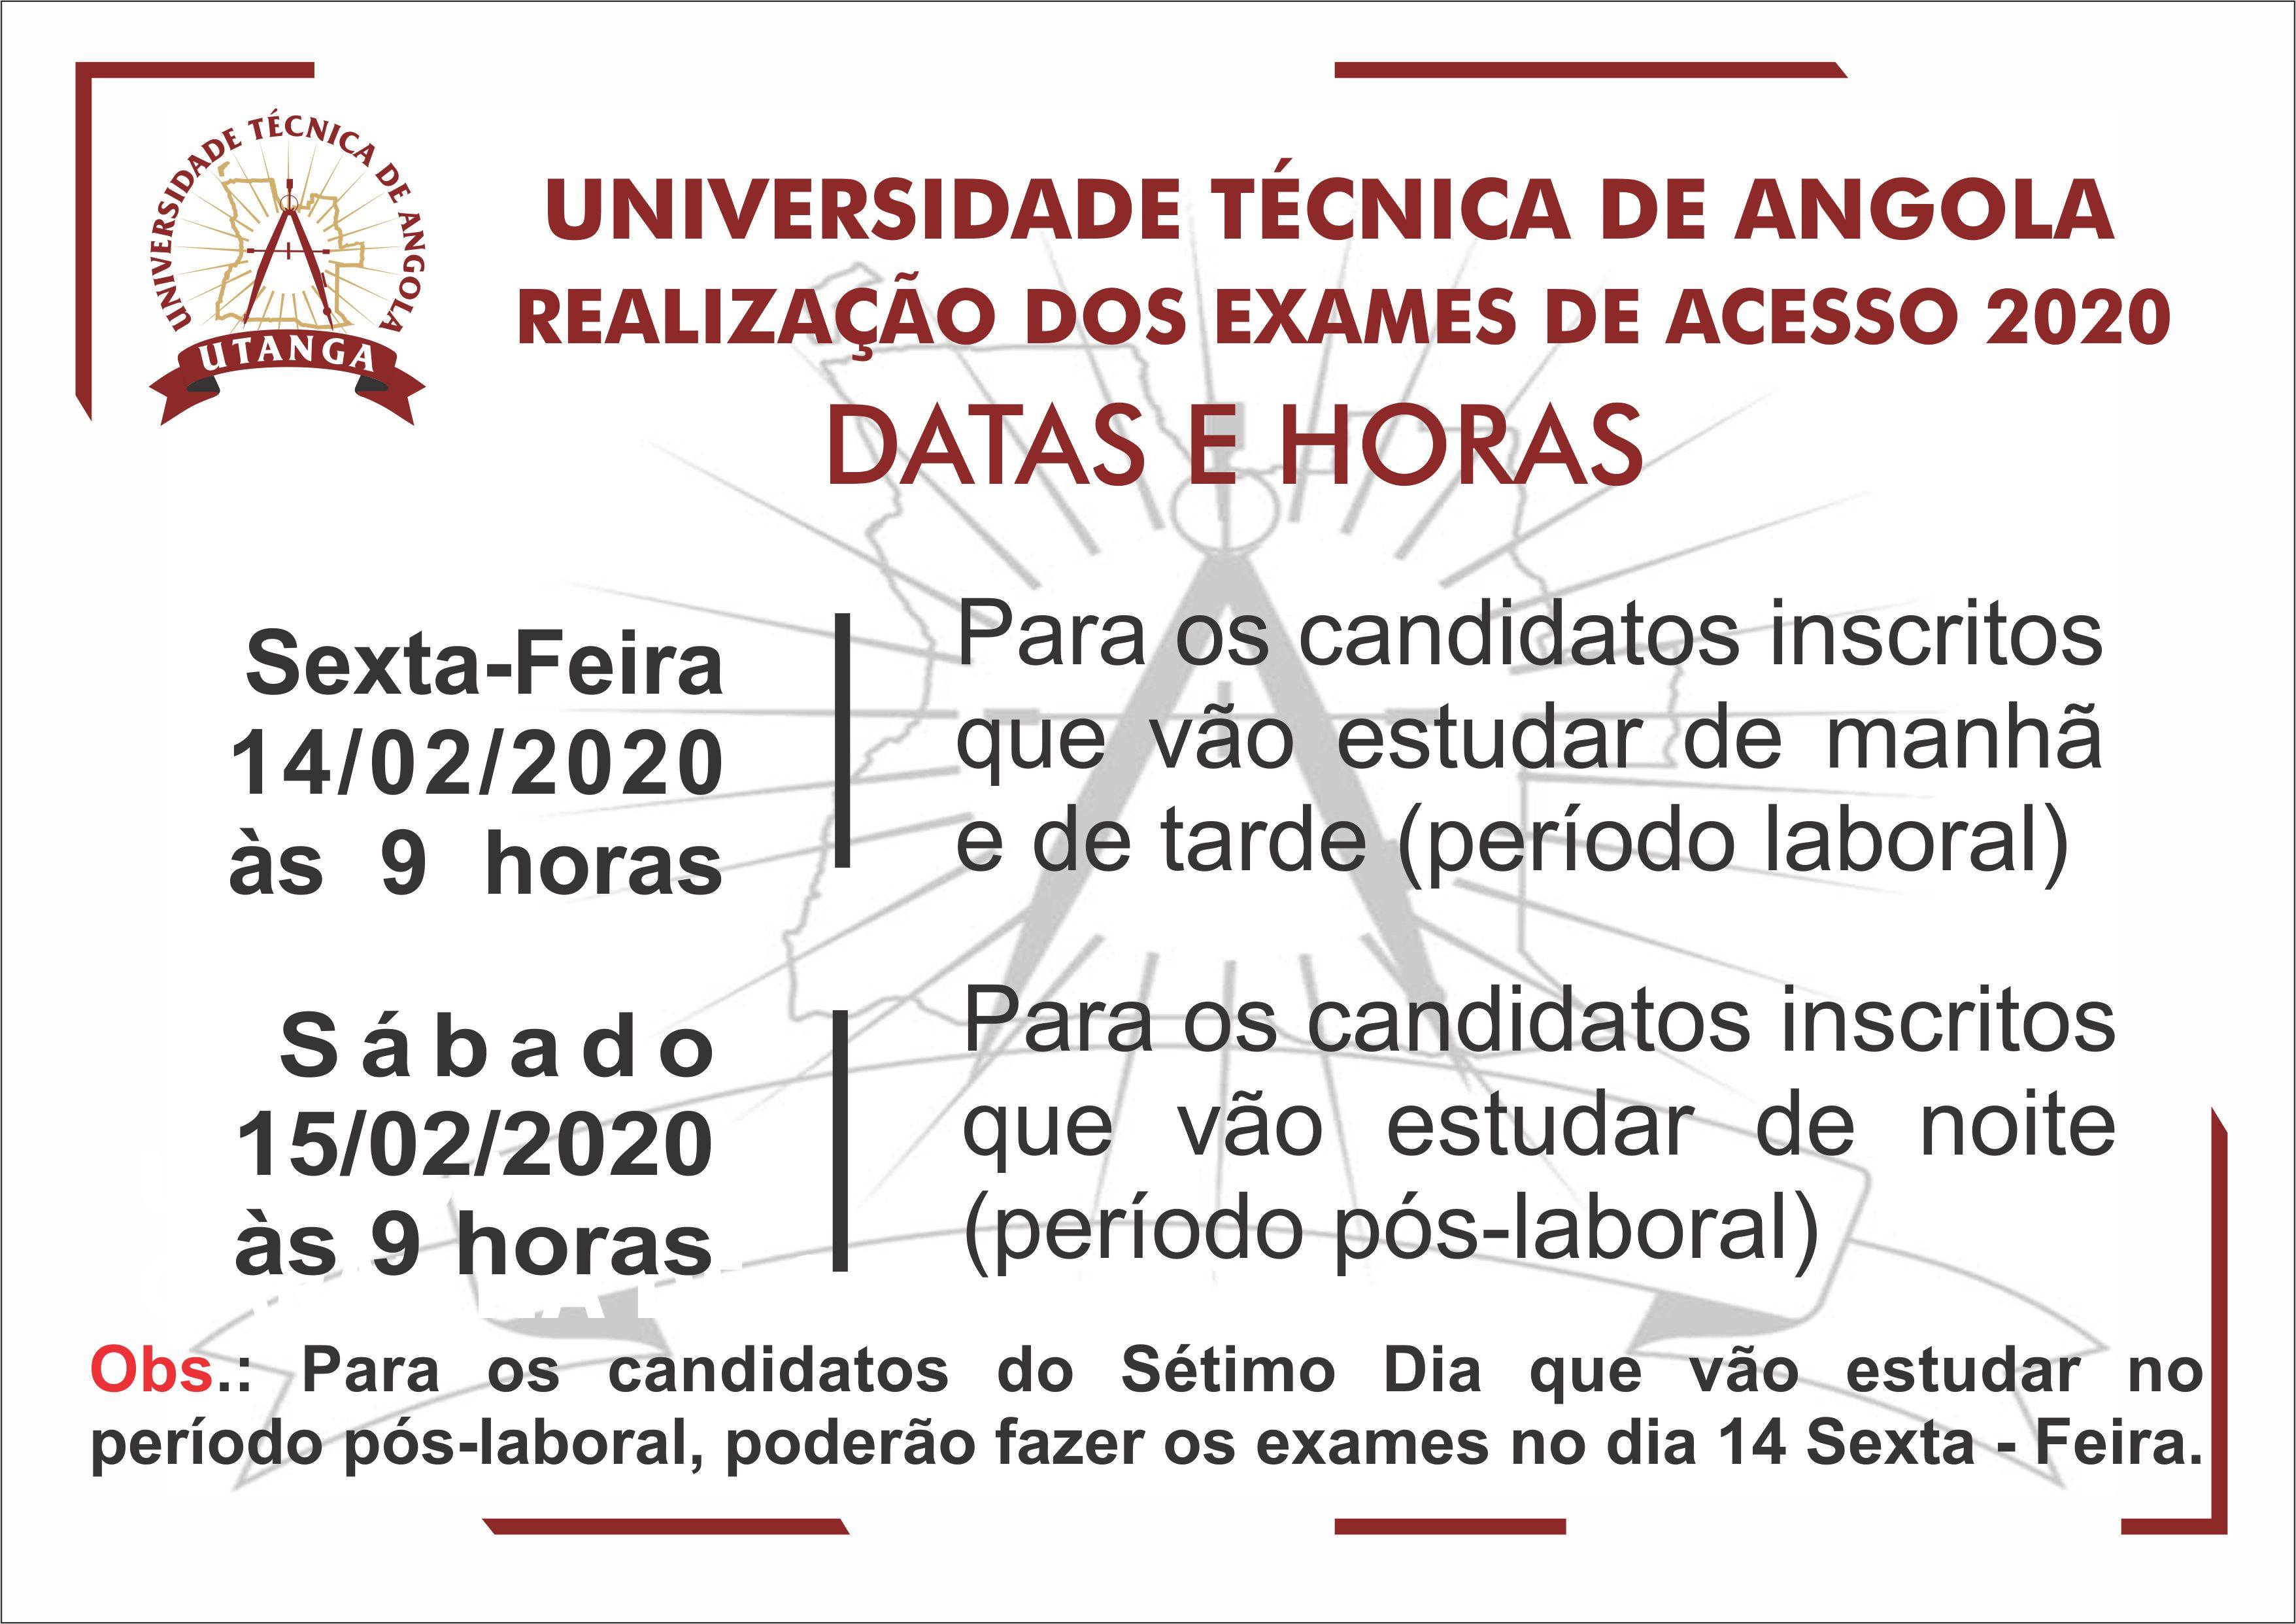 UNIVERSIDADE TÉCNICA DE ANGOLA
UTANGA
UNIVERSIDADE TÉCNICA DE ANGOLA
REALIZAÇÃO DOS EXAMES DE ACESSO 2020
DATAS E HORAS
Sexta-Feira
14/02/2020
às 9 horas
Para os candidatos inscritos
que vão estudar de manhã
e de tarde (período laboral)
Sábado
15/02/2020
às 9 horas
Para os candidatos inscritos
que vão estudar de noite
(período pós-laboral)
Obs.: Para os candidatos do Sétimo Dia que vão estudar no
período pós-laboral, poderão fazer os exames no dia 14 Sexta - Feira.